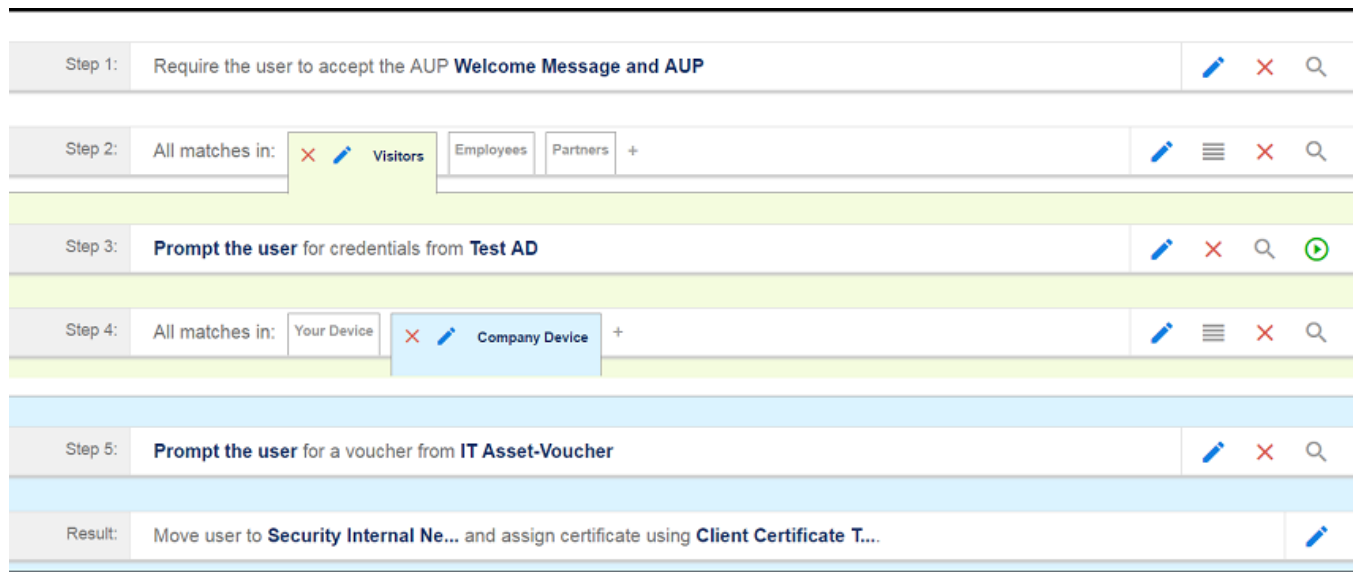 Step 1: Require the user to accept the AUP Welcome Message and AUP
Step 2: All matches in: Visitors Employees Partners +
Step 3: Prompt the user for credentials from Test AD
Step 4: All matches in: Your Device Company Device +
Step 5: Prompt the user for a voucher from IT Asset-Voucher
Result: Move user to Security Internal Ne... and assign certificate using Client Certificate T....